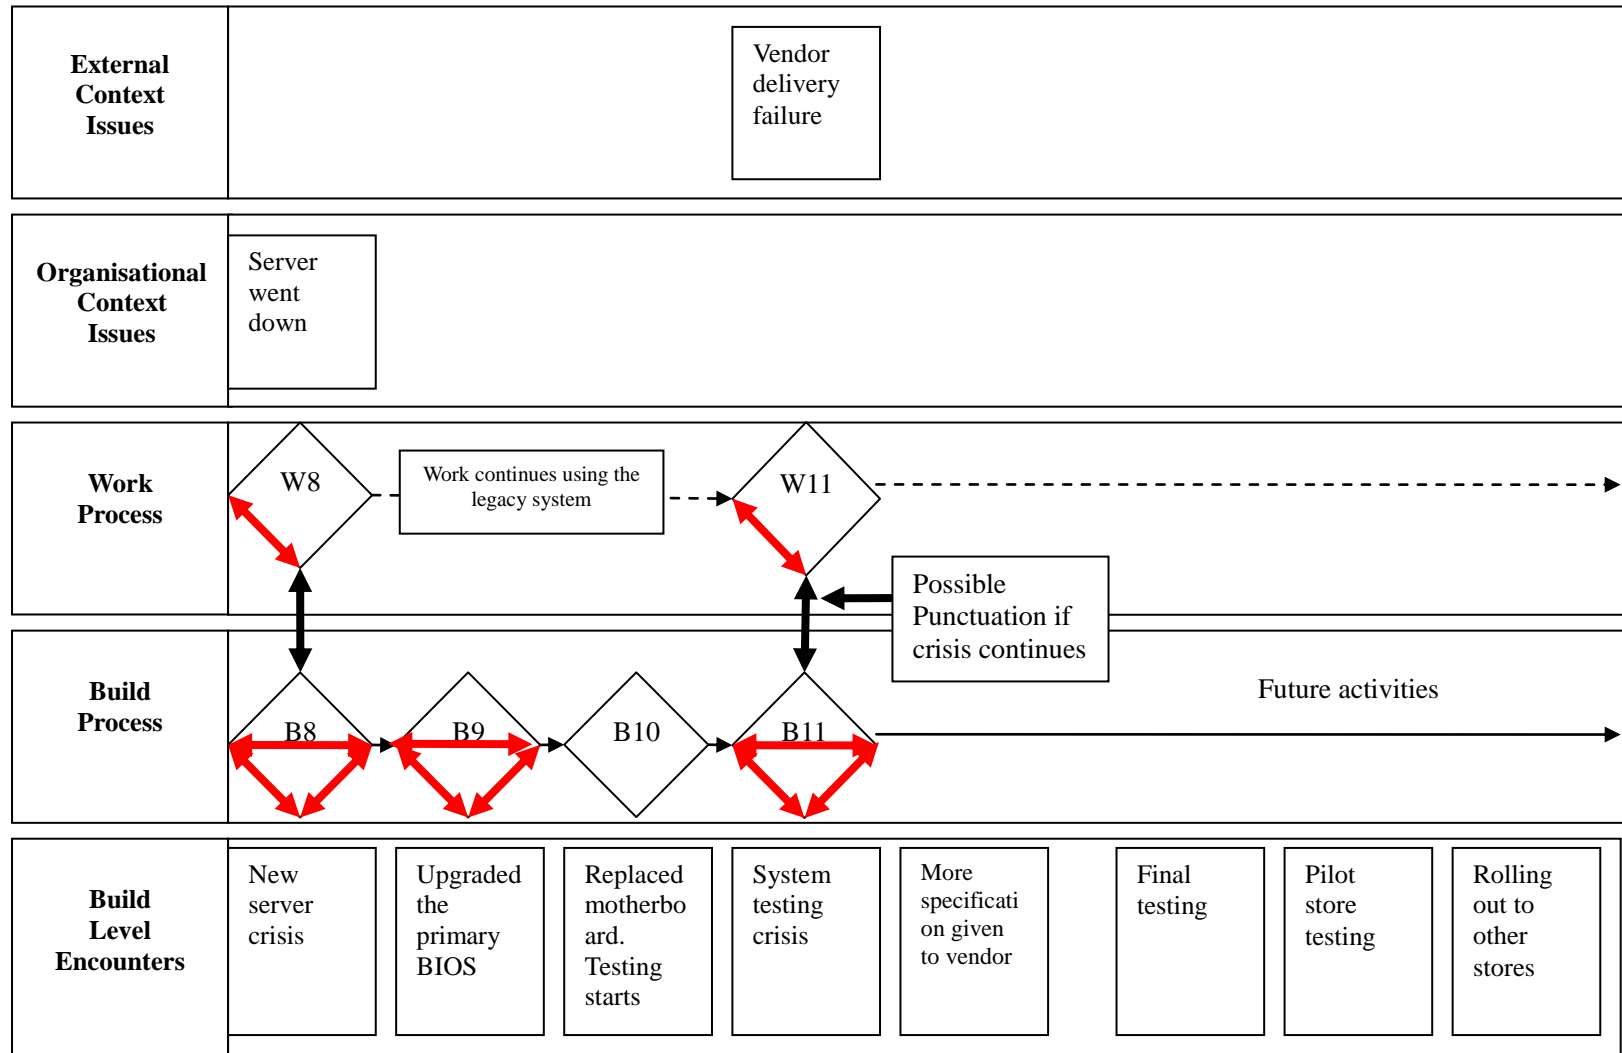 External
Context
Issues
Vendor
delivery
failure
Organisational
Context
Issues
Server
went
down
Work
Process
W8
Work continues using the
legacy system
W11
Possible
Punctuation if
crisis continues
Build
Process
B8
B9
B10
B11
Future activities
Build
Level
Encounters
New
server
crisis
Upgraded
the
primary
BIOS
Replaced
motherbo
ard.
Testing
starts
System
testing
crisis
More
specificati
on given
to vendor
Final
testing
Pilot
store
testing
Rolling
out to
other
stores